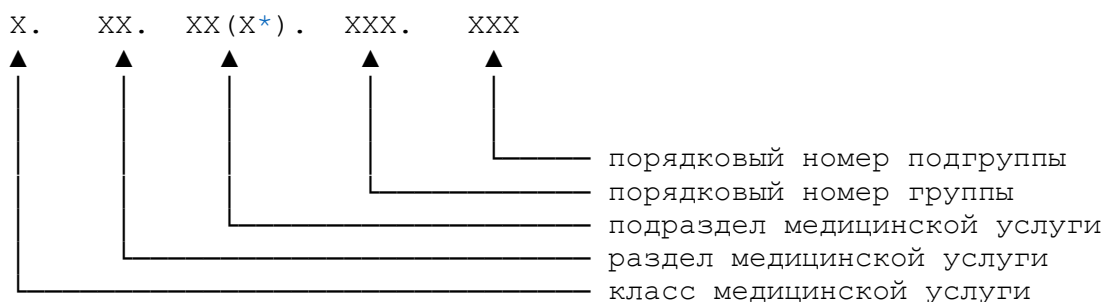 X. XX. XX(X*). XXX. XXX
порядковый номер подгруппы
порядковый номер группы
подраздел медицинской услуги
раздел медицинской услуги
класс медицинской услуги